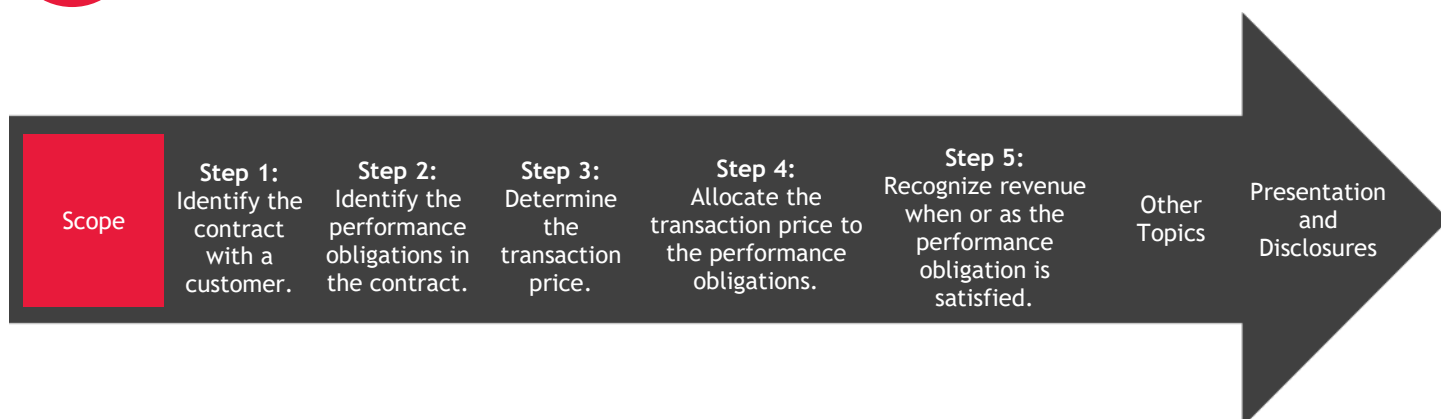 Scope
Step 1:
Identify the
contract
with a
customer.
Step 2:
Identify the
performance
obligations in
the contract.
Step 3:
Determine
the
transaction
price.
Step 4:
Allocate the
transaction price to
the performance
obligations.
Step 5:
Recognize revenue
when or as the
performance
obligation is
satisfied.
Other
Topics
Presentation
and
Disclosures